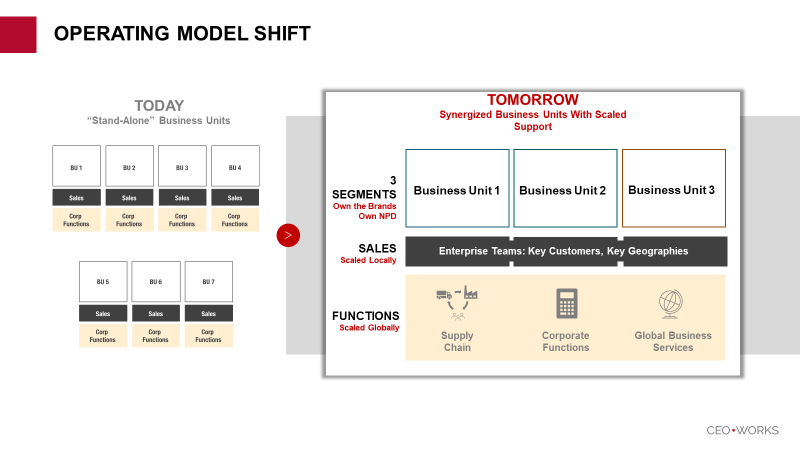 OPERATING MODEL SHIFT
TODAY
“Stand-Alone” Business Units
BU 1
BU 2
BU 3
BU 4
Sales
Sales
Sales
Sales
Corp
Functions
Corp
Functions
Corp
Functions
Corp
Functions
BU 5
BU 6
BU 7
Sales
Sales
Sales
Corp
Functions
Corp
Functions
Corp
Functions
>
TOMORROW
Synergized Business Units With Scaled
Support
3
SEGMENTS
Own the Brands
Own NPD
Business Unit 1
Business Unit 2
Business Unit 3
SALES
Scaled Locally
Enterprise Teams: Key Customers, Key Geographies
FUNCTIONS
Scaled Globally
Supply
Chain
Corporate
Functions
Global Business
Services
CEO•WORKS